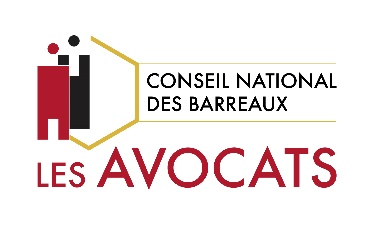 CONSEIL NATIONAL
DES BARREAUX
LES AVOCATS